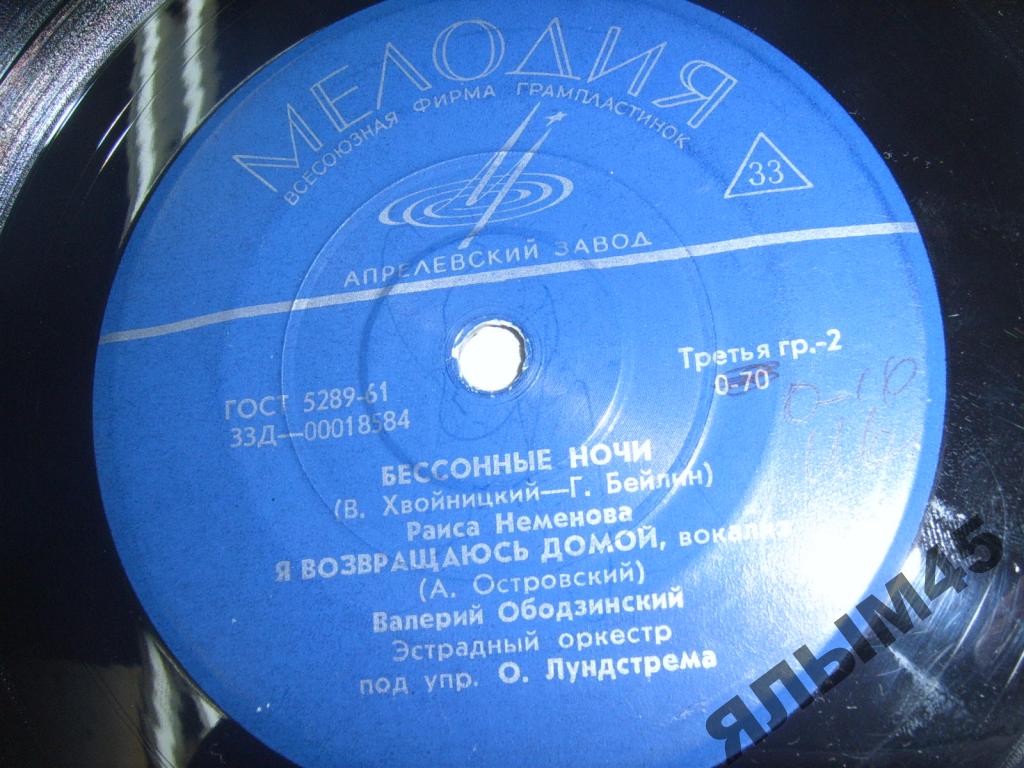 МЕЛОДИЯ
ВСЕСОЮЗНАЯ ФИРМА ГРАМПЛАСТИНОК
33
АПРЕЛЕВСКИЙ ЗАВОД
Третья гр.-2
0-70
ГОСТ 5289-61
33Д—00018584
БЕССОННЫЕ НОЧИ
(В. Хвойницкий—Г. Бейлин)
Раиса Неменова
Я ВОЗВРАЩАЮСЬ ДОМОЙ, вокализ
(А. Островский)
Валерий Ободзинский
Эстрадный оркестр
под упр. О. Лундстрема
ЯЛЫМ45